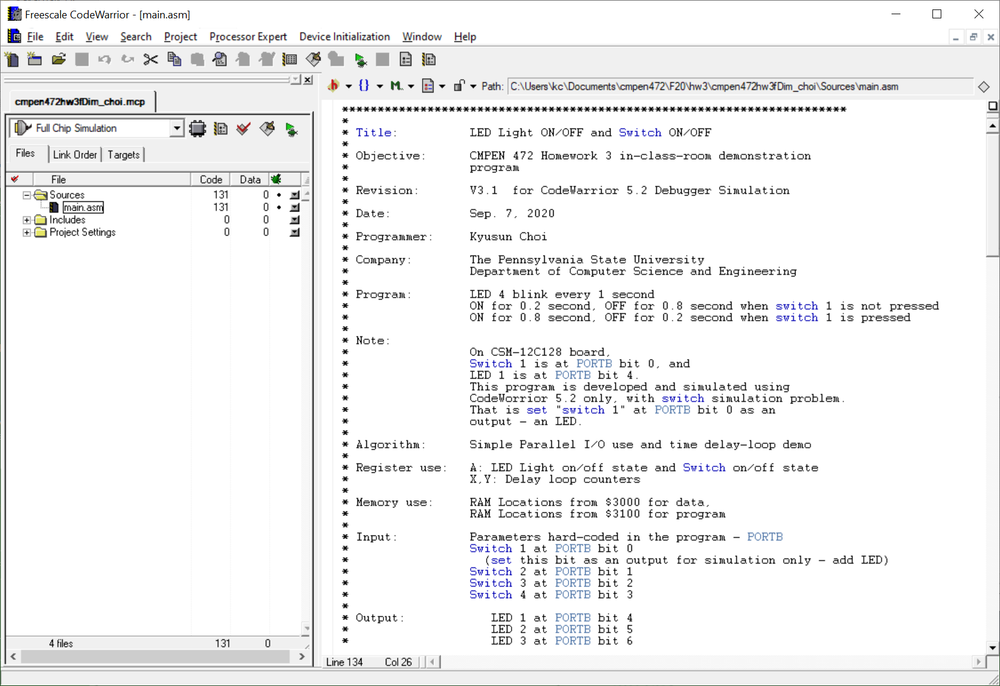 Freescale CodeWarrior - [main.asm]
File Edit View Search Project Processor Expert Device Initialization Window Help
Path: C:\Users\kc\Documents\cmpen472\F20\hw3\cmpen472hw3fDim_choi\Sources\main.asm
cmpen472hw3fDim_choi.mcp
Full Chip Simulation
Files Link Order Targets
File Code Data
Sources 131 0
main.asm 131 0
Includes 0 0
Project Settings 0 0
4 files 131 0
***********************************************************************
*
* Title: LED Light ON/OFF and Switch ON/OFF
*
* Objective: CMPEN 472 Homework 3 in-class-room demonstration
* program
*
* Revision: V3.1 for CodeWarrior 5.2 Debugger Simulation
*
* Date: Sep. 7, 2020
*
* Programmer: Kyusun Choi
*
* Company: The Pennsylvania State University
* Department of Computer Science and Engineering
*
* Program: LED 4 blink every 1 second
* ON for 0.2 second, OFF for 0.8 second when switch 1 is not pressed
* ON for 0.8 second, OFF for 0.2 second when switch 1 is pressed
*
* Note:
* On CSM-12C128 board,
* Switch 1 is at PORTB bit 0, and
* LED 1 is at PORTB bit 4.
* This program is developed and simulated using
* CodeWorrior 5.2 only, with switch simulation problem.
* That is set "switch 1" at PORTB bit 0 as an
* output - an LED.
*
* Algorithm: Simple Parallel I/O use and time delay-loop demo
*
* Register use: A: LED Light on/off state and Switch on/off state
* X,Y: Delay loop counters
*
* Memory use: RAM Locations from $3000 for data,
* RAM Locations from $3100 for program
*
* Input: Parameters hard-coded in the program - PORTB
* Switch 1 at PORTB bit 0
* (set this bit as an output for simulation only - add LED)
* Switch 2 at PORTB bit 1
* Switch 3 at PORTB bit 2
* Switch 4 at PORTB bit 3
*
* Output: LED 1 at PORTB bit 4
* LED 2 at PORTB bit 5
* LED 3 at PORTB bit 6
Line 134 Col 26